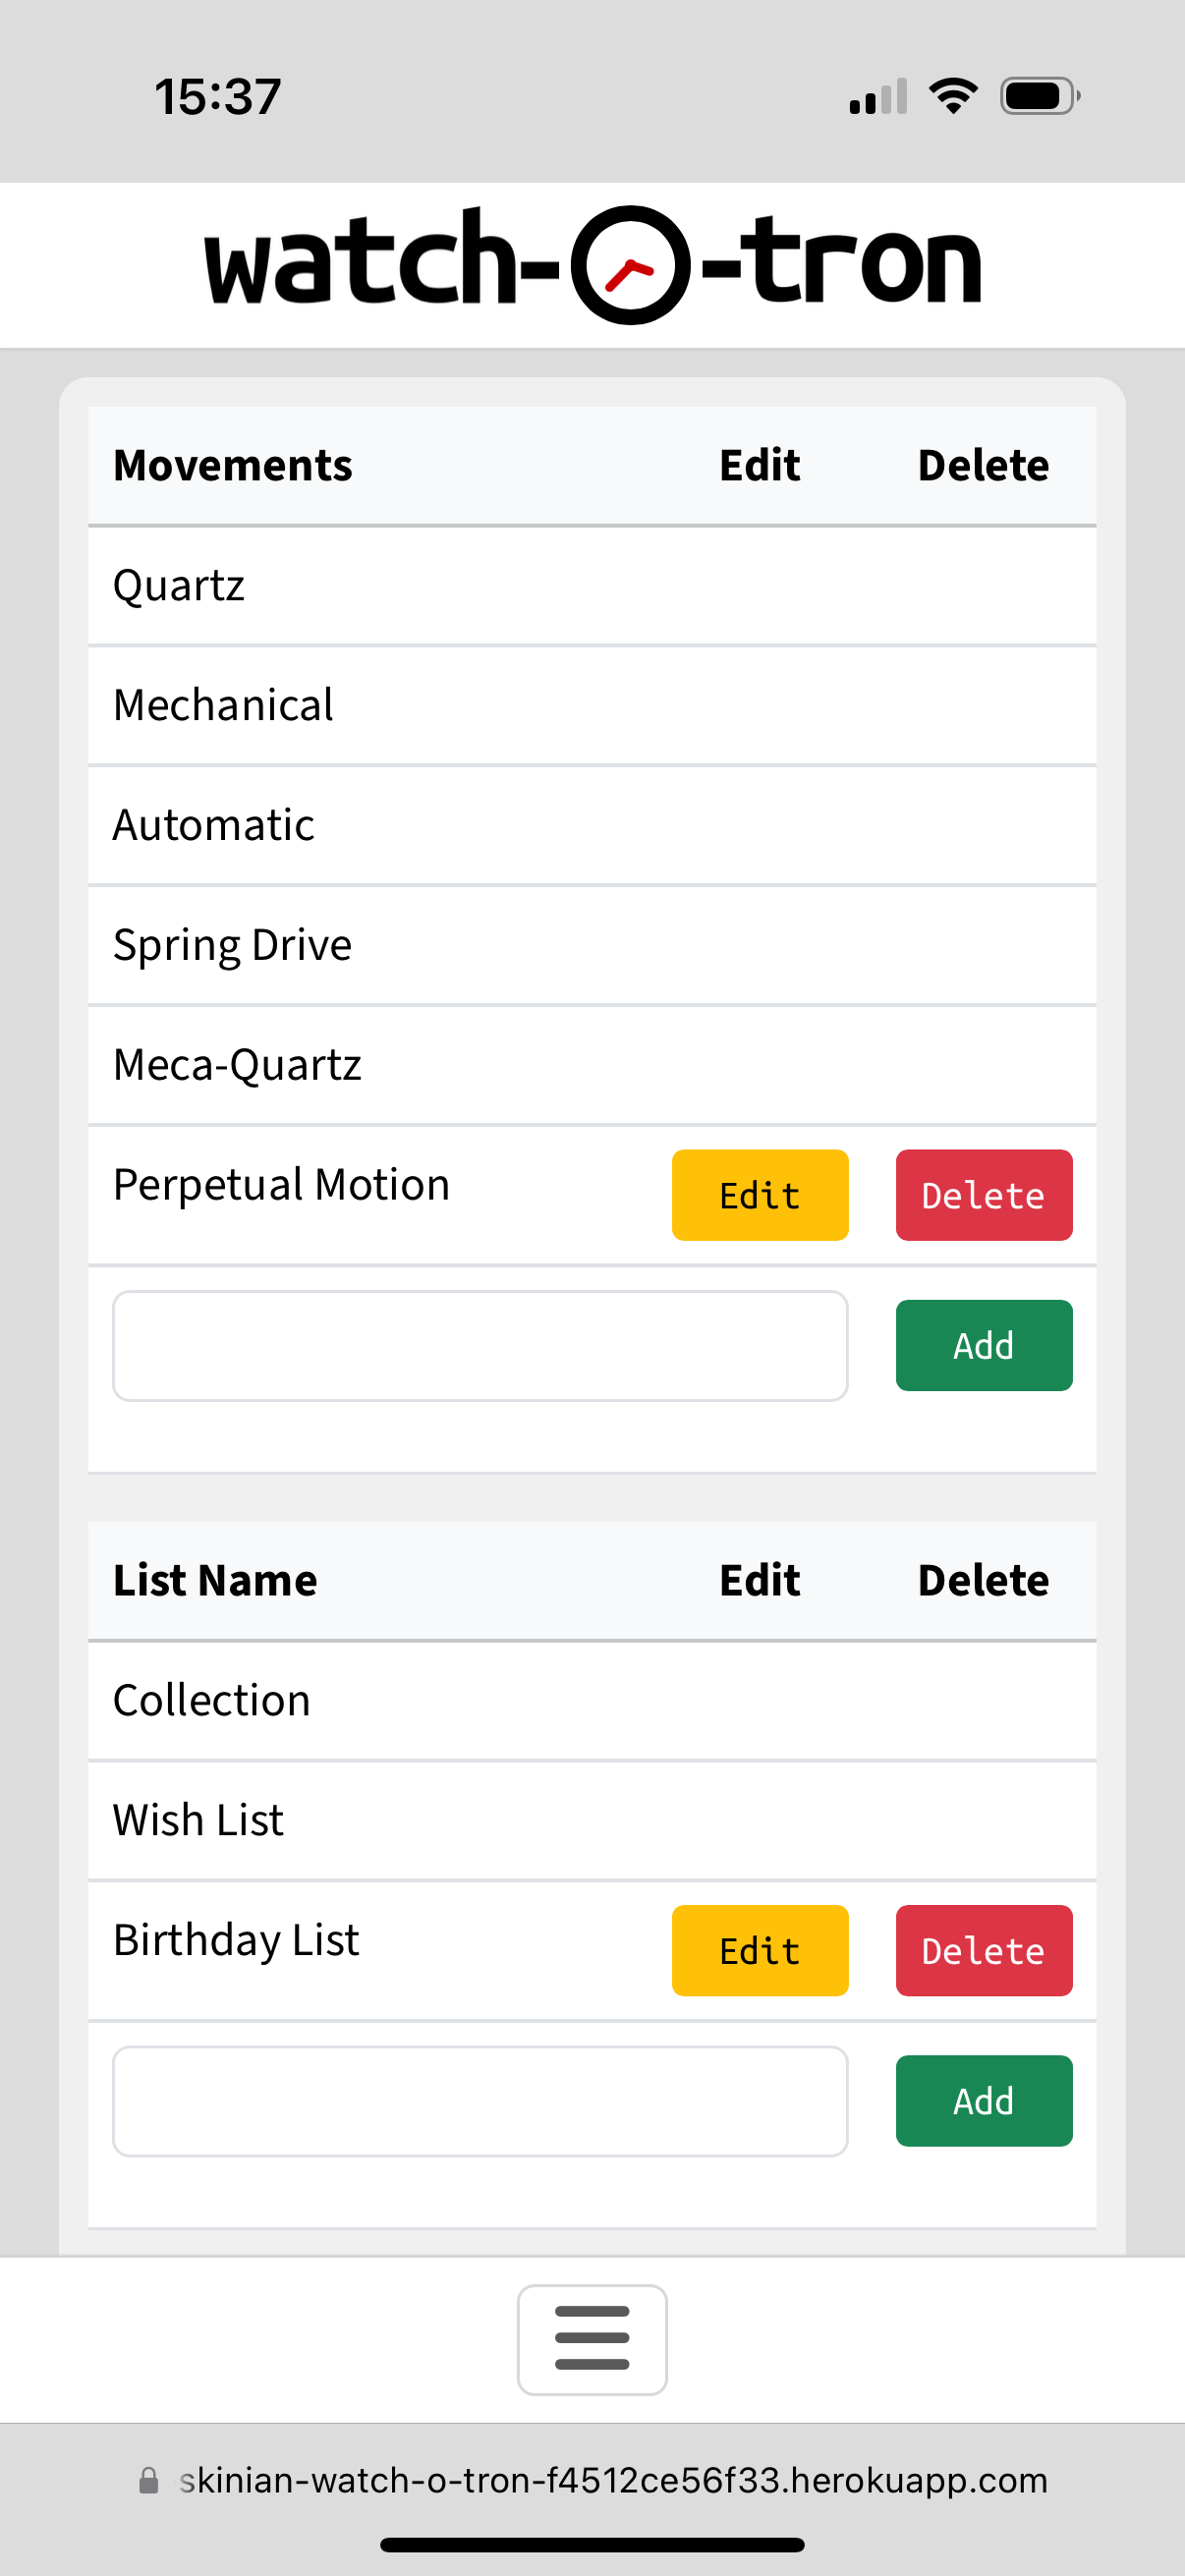 15:37
watch-O-tron
Movements Edit Delete
Quartz
Mechanical
Automatic
Spring Drive
Meca-Quartz
Perpetual Motion Edit Delete
Add
List Name Edit Delete
Collection
Wish List
Birthday List Edit Delete
Add
skinian-watch-o-tron-f4512ce56f33.herokuapp.com